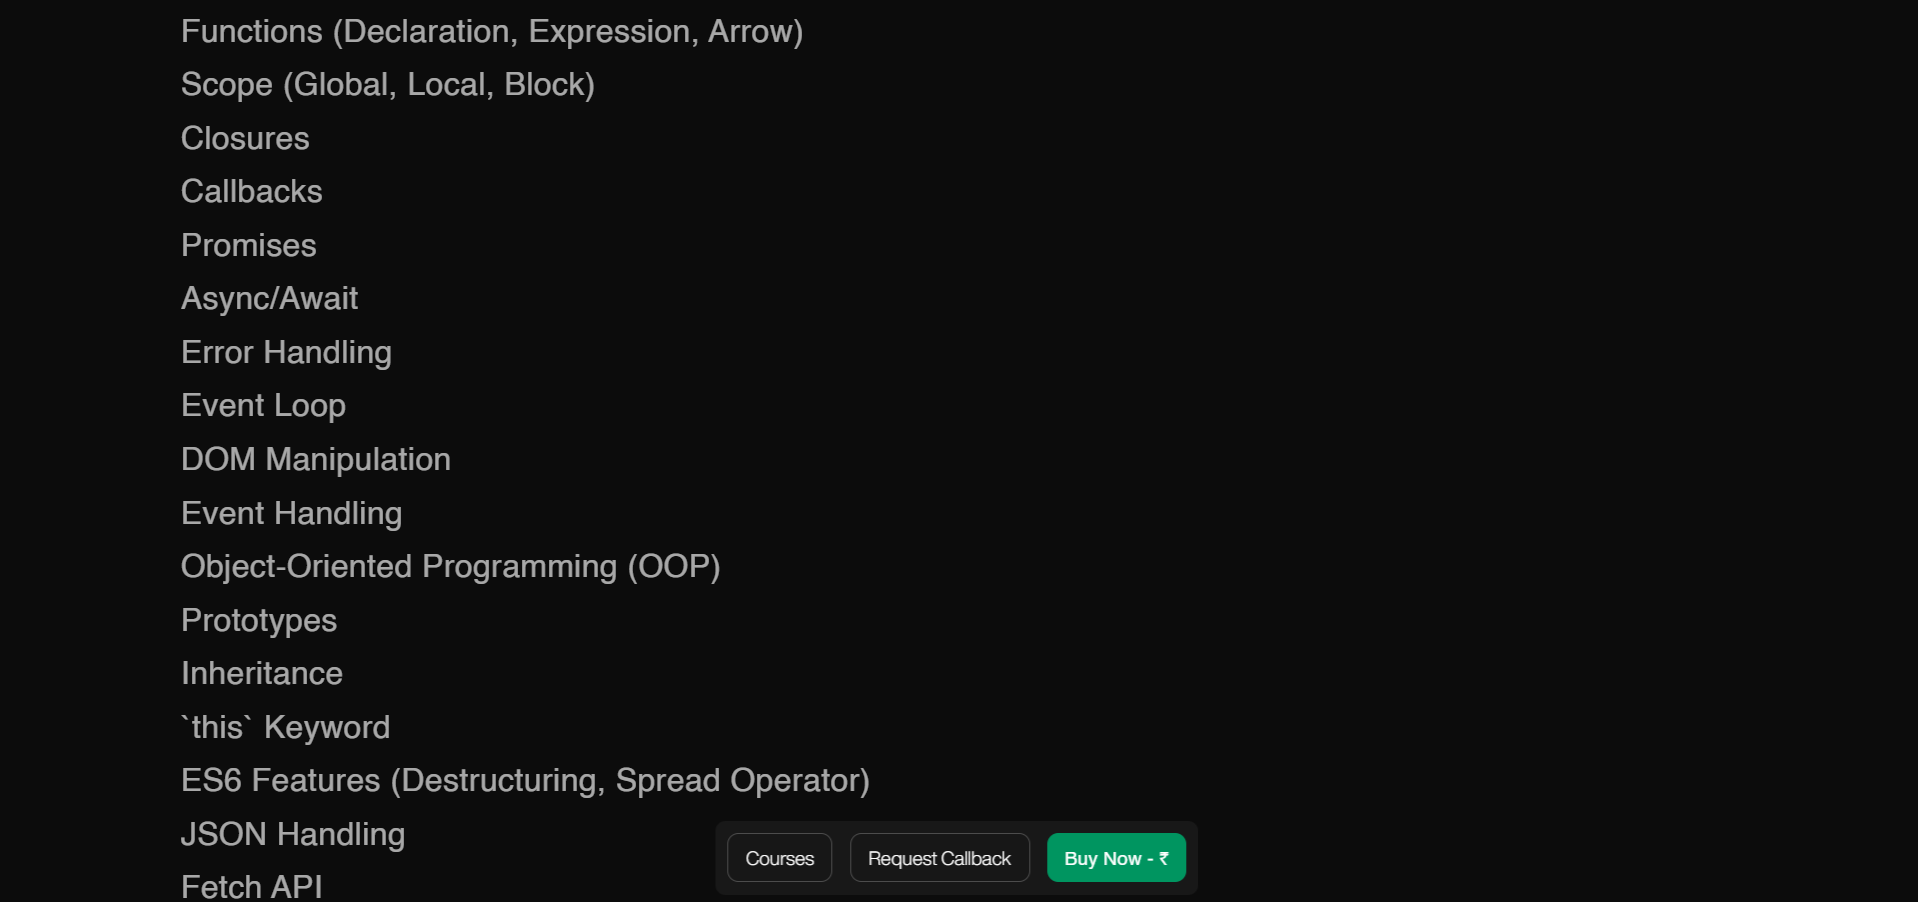 Functions (Declaration, Expression, Arrow)
Scope (Global, Local, Block)
Closures
Callbacks
Promises
Async/Await
Error Handling
Event Loop
DOM Manipulation
Event Handling
Object-Oriented Programming (OOP)
Prototypes
Inheritance
`this` Keyword
ES6 Features (Destructuring, Spread Operator)
JSON Handling
Fetch API
Courses Request Callback Buy Now - ₹